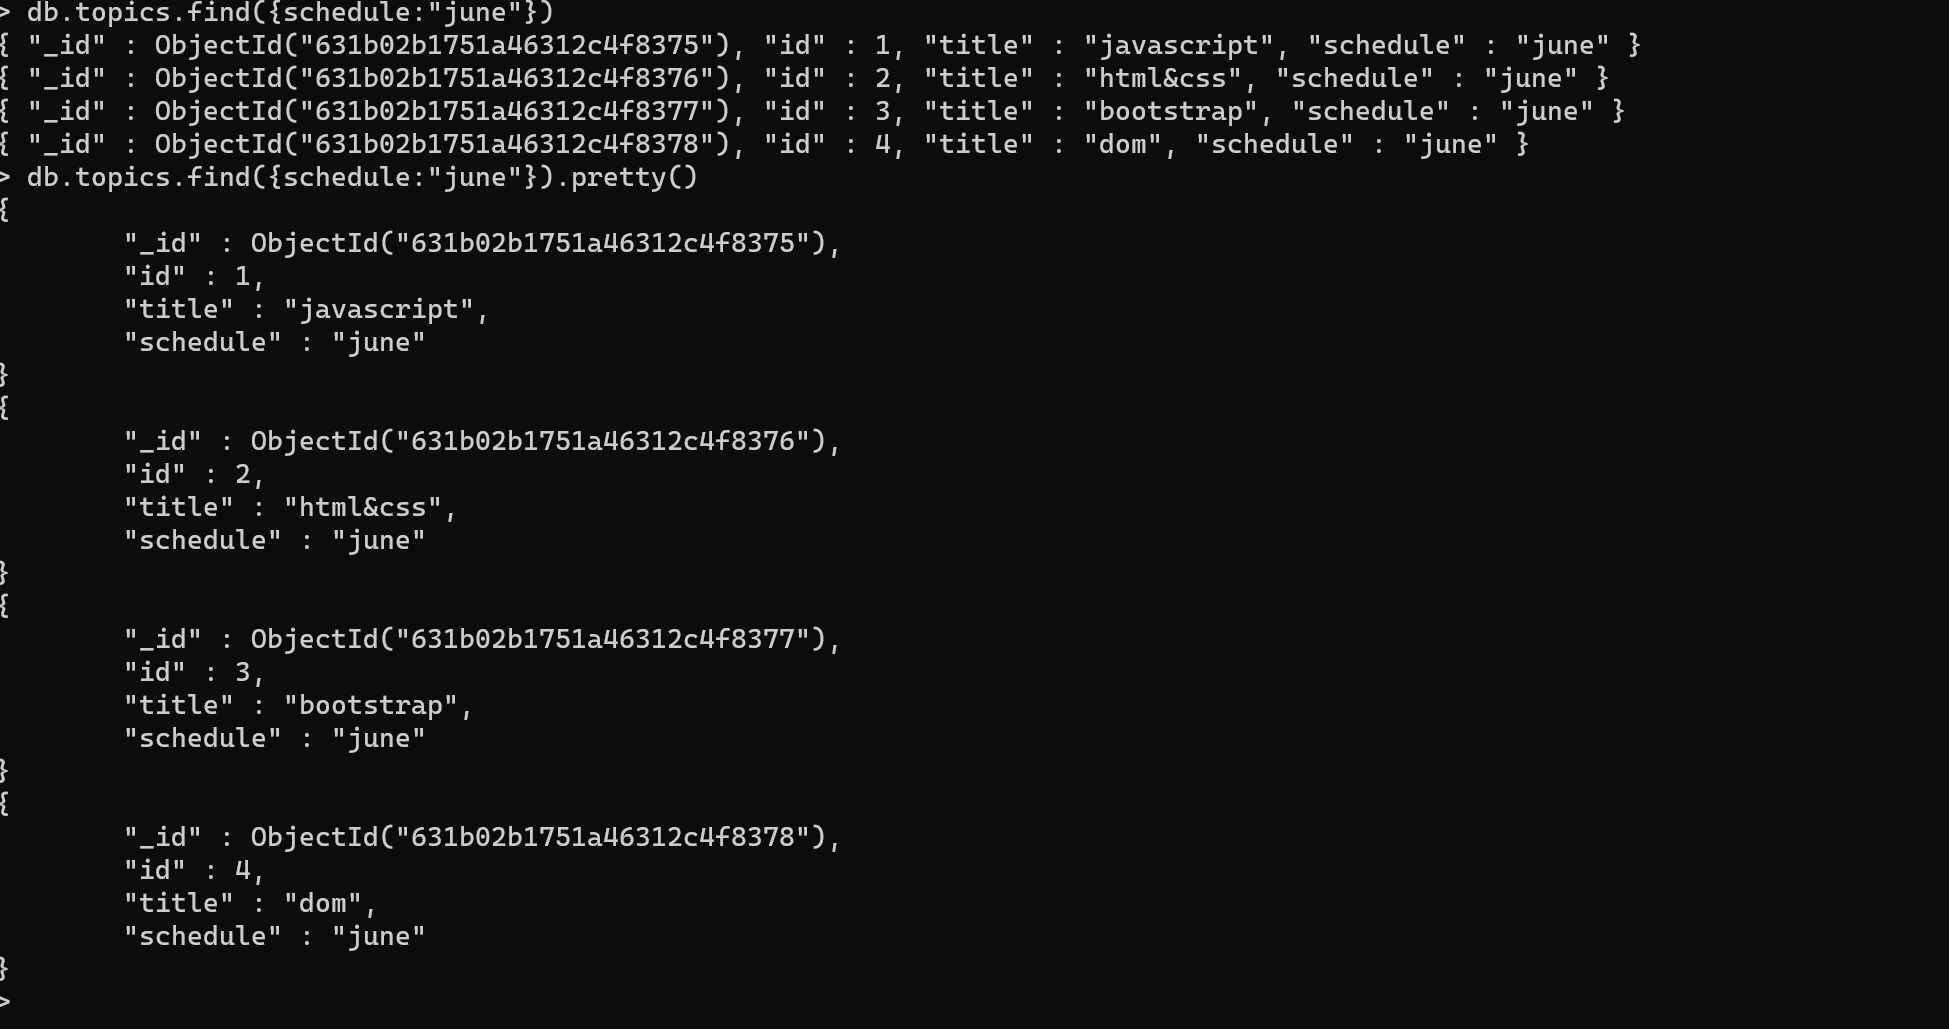 > db.topics.find({schedule:"june"})
{ "_id" : ObjectId("631b02b1751a46312c4f8375"), "id" : 1, "title" : "javascript", "schedule" : "june" }
{ "_id" : ObjectId("631b02b1751a46312c4f8376"), "id" : 2, "title" : "html&css", "schedule" : "june" }
{ "_id" : ObjectId("631b02b1751a46312c4f8377"), "id" : 3, "title" : "bootstrap", "schedule" : "june" }
{ "_id" : ObjectId("631b02b1751a46312c4f8378"), "id" : 4, "title" : "dom", "schedule" : "june" }
> db.topics.find({schedule:"june"}).pretty()
{
"_id" : ObjectId("631b02b1751a46312c4f8375"),
"id" : 1,
"title" : "javascript",
"schedule" : "june"
}
{
"_id" : ObjectId("631b02b1751a46312c4f8376"),
"id" : 2,
"title" : "html&css",
"schedule" : "june"
}
{
"_id" : ObjectId("631b02b1751a46312c4f8377"),
"id" : 3,
"title" : "bootstrap",
"schedule" : "june"
}
{
"_id" : ObjectId("631b02b1751a46312c4f8378"),
"id" : 4,
"title" : "dom",
"schedule" : "june"
}
>